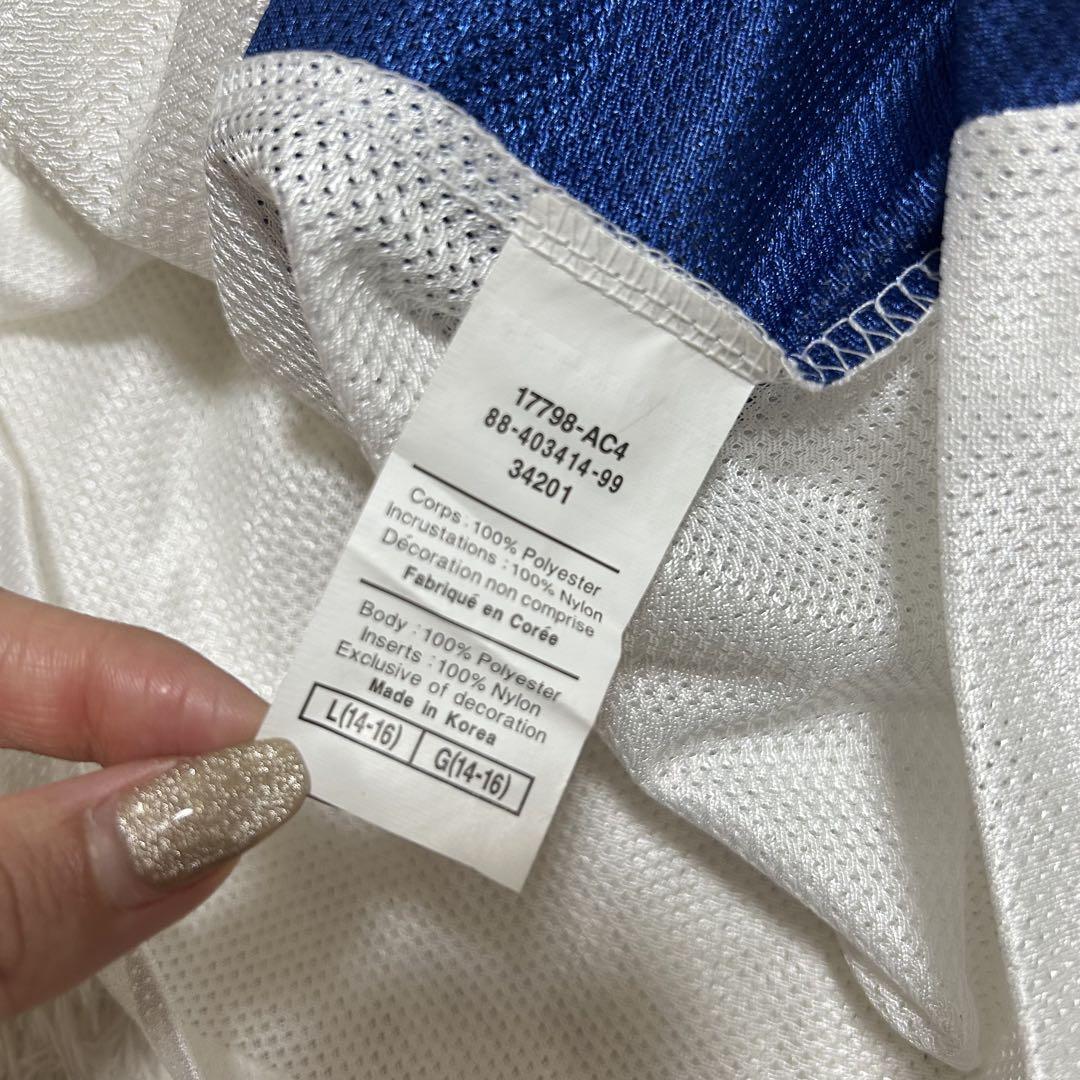 17798-AC4
88-403414-99
34201
Corps : 100% Polyester
Incrustations : 100% Nylon
Décoration non comprise
Fabriqué en Corée
Body : 100% Polyester
Inserts : 100% Nylon
Exclusive of decoration
Made in Korea
L(14-16) G(14-16)